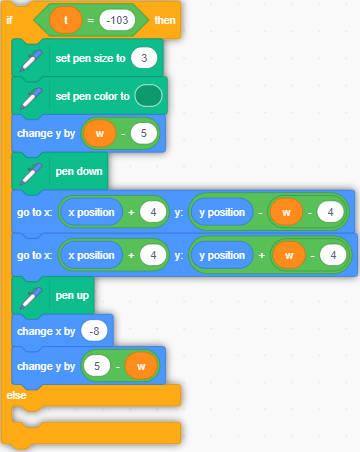 if t = -103 then
set pen size to 3
set pen color to
change y by w - 5
pen down
go to x: x position + 4 y: y position - w - 4
go to x: x position + 4 y: y position + w - 4
pen up
change x by -8
change y by 5 - w
else